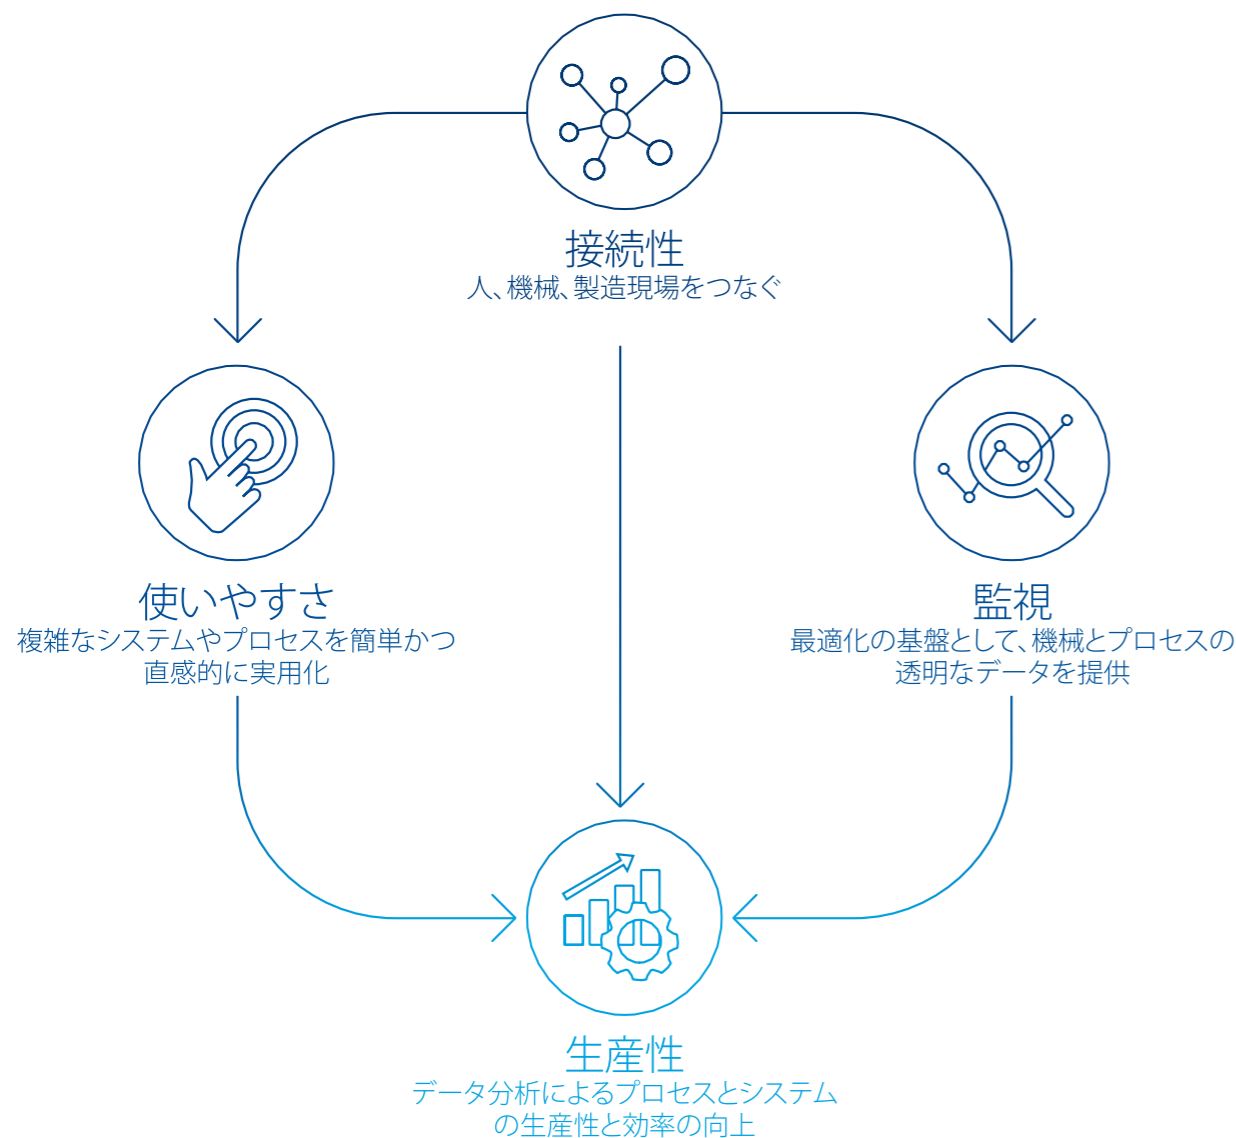 接続性
人、機械、製造現場をつなぐ
使いやすさ
複雑なシステムやプロセスを簡単かつ
直感的に実用化
監視
最適化の基盤として、機械とプロセスの
透明なデータを提供
生産性
データ分析によるプロセスとシステム
の生産性と効率の向上